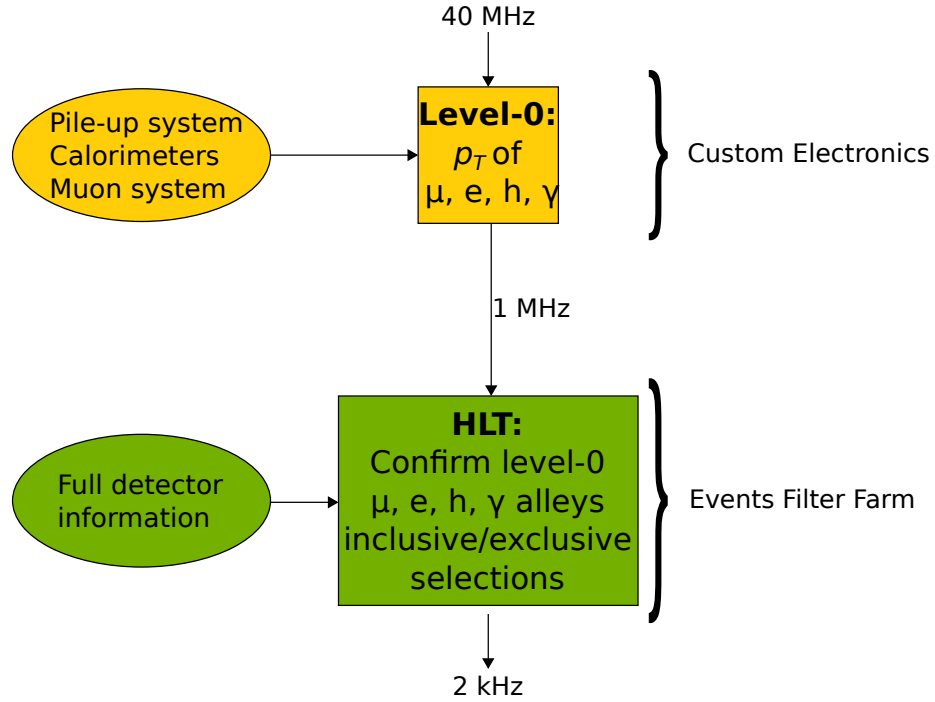 40 MHz
Pile-up system
Calorimeters
Muon system
Level-0:
pT of
μ, e, h, γ
Custom Electronics
1 MHz
Full detector
information
HLT:
Confirm level-0
μ, e, h, γ alleys
inclusive/exclusive
selections
Events Filter Farm
2 kHz